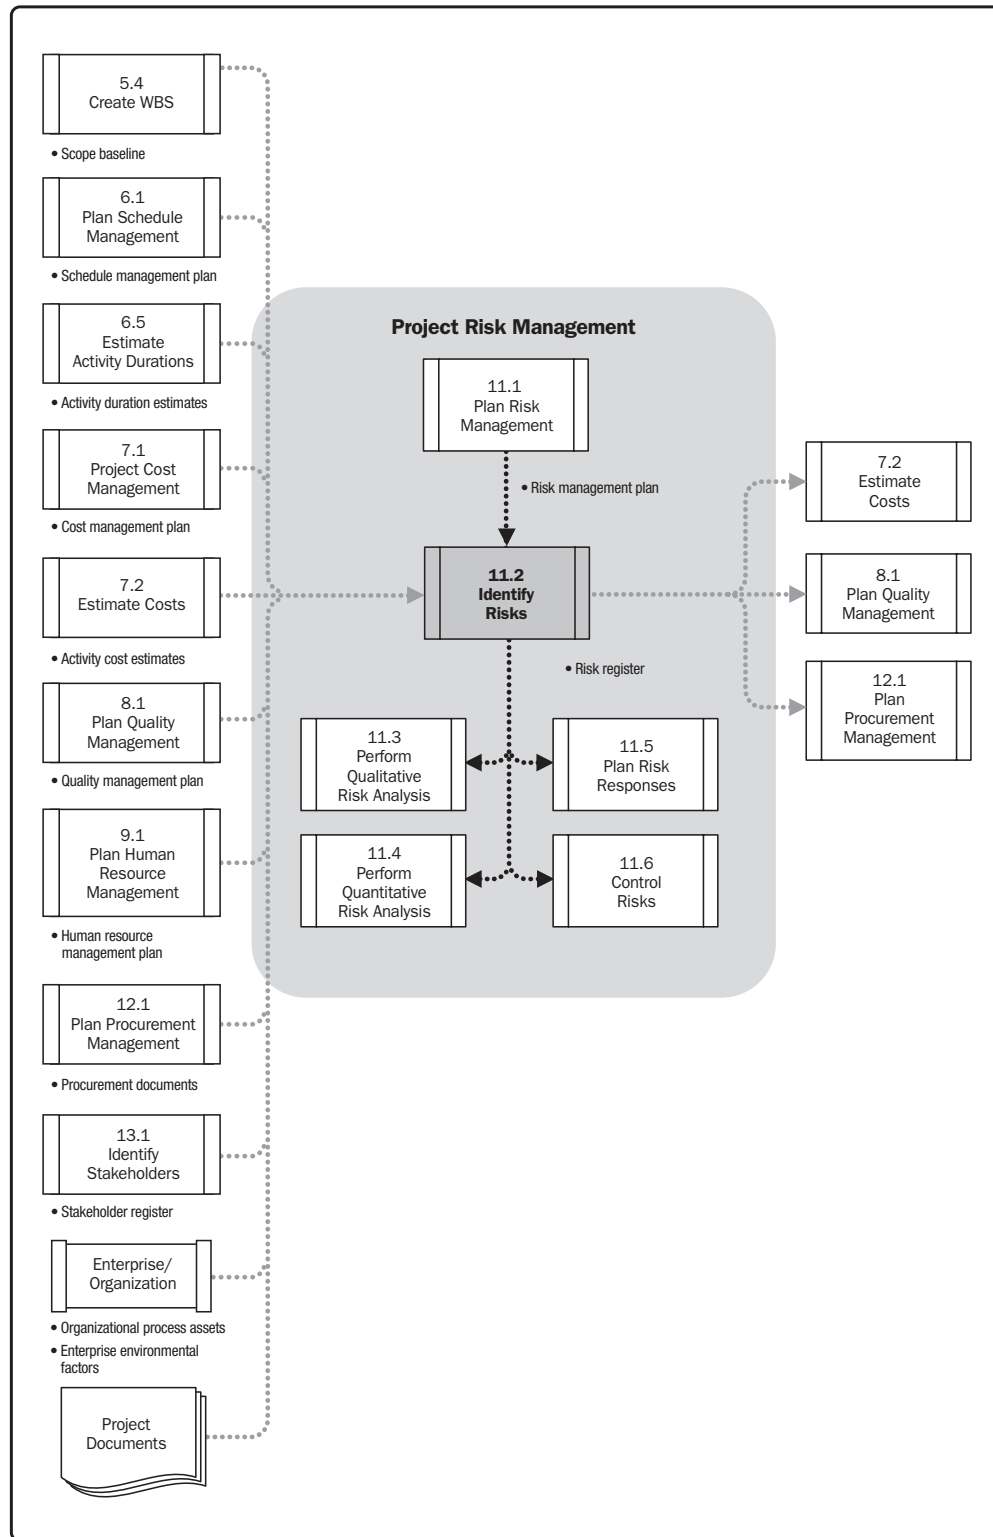 5.4
Create WBS
• Scope baseline
6.1
Plan Schedule
Management
• Schedule management plan
6.5
Estimate
Activity Durations
• Activity duration estimates
7.1
Project Cost
Management
• Cost management plan
7.2
Estimate Costs
• Activity cost estimates
8.1
Plan Quality
Management
• Quality management plan
9.1
Plan Human
Resource
Management
• Human resource
management plan
12.1
Plan Procurement
Management
• Procurement documents
13.1
Identify
Stakeholders
• Stakeholder register
Enterprise/
Organization
• Organizational process assets
• Enterprise environmental
factors
Project
Documents
Project Risk Management
11.1
Plan Risk
Management
• Risk management plan
11.2
Identify
Risks
• Risk register
11.3
Perform
Qualitative
Risk Analysis
11.5
Plan Risk
Responses
11.4
Perform
Quantitative
Risk Analysis
11.6
Control
Risks
7.2
Estimate
Costs
8.1
Plan Quality
Management
12.1
Plan
Procurement
Management